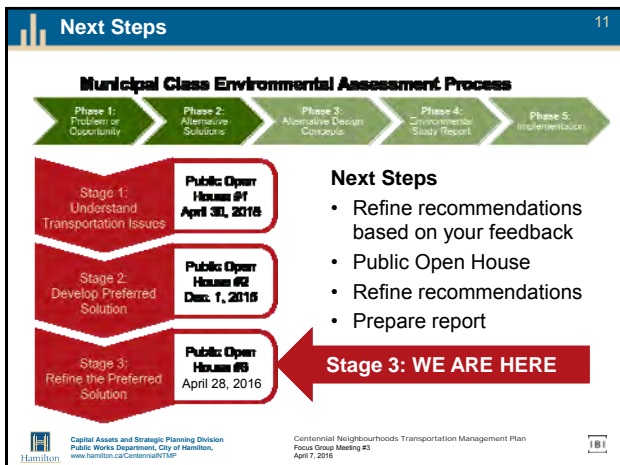 Next Steps
11
Municipal Class Environmental Assessment Process
Phase 1:
Problem or
Opportunity
Phase 2:
Alternative
Solutions
Phase 3:
Alternative Design
Concepts
Phase 4:
Environmental
Study Report
Phase 5:
Implementation
Stage 1:
Understand
Transportation Issues
Public Open
House #1
April 30, 2015
Stage 2:
Develop Preferred
Solution
Public Open
House #2
Dec. 1, 2015
Stage 3:
Refine the Preferred
Solution
Public Open
House #3
April 28, 2016
Next Steps
• Refine recommendations
based on your feedback
• Public Open House
• Refine recommendations
• Prepare report
Stage 3: WE ARE HERE
Hamilton
Capital Assets and Strategic Planning Division
Public Works Department, City of Hamilton,
www.hamilton.ca/CentennialNTMP
Centennial Neighbourhoods Transportation Management Plan
Focus Group Meeting #3
April 7, 2016
IBI